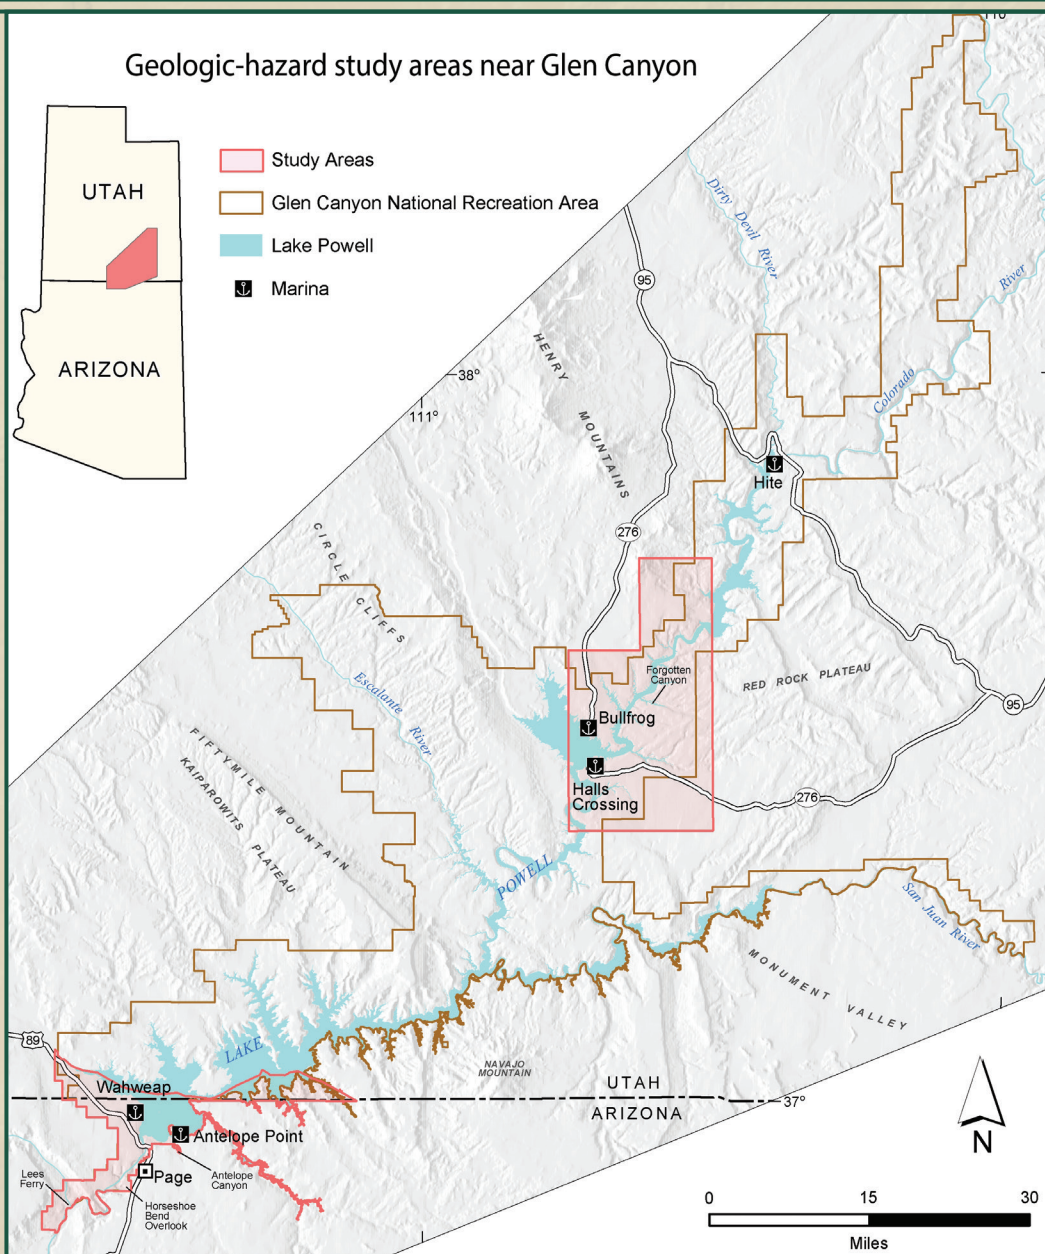 Geologic-hazard study areas near Glen Canyon
UTAH
ARIZONA
Study Areas
Glen Canyon National Recreation Area
Lake Powell
Marina
110°
Dirty Devil River
95
River
Colorado
38°
111°
HENRY MOUNTAINS
Hite
276
CIRCLE CLIFFS
Escalante River
Forgotten
Canyon
RED ROCK PLATEAU
95
Bullfrog
Halls
Crossing
276
FIFTYMILE MOUNTAIN
KAIPAROWITS PLATEAU
POWELL
San Juan River
MONUMENT VALLEY
LAKE
89
NAVAJO
MOUNTAIN
UTAH
ARIZONA
37°
Wahweap
Antelope Point
Page
Lees
Ferry
Antelope
Canyon
Horseshoe
Bend
Overlook
N
0 15 30
Miles